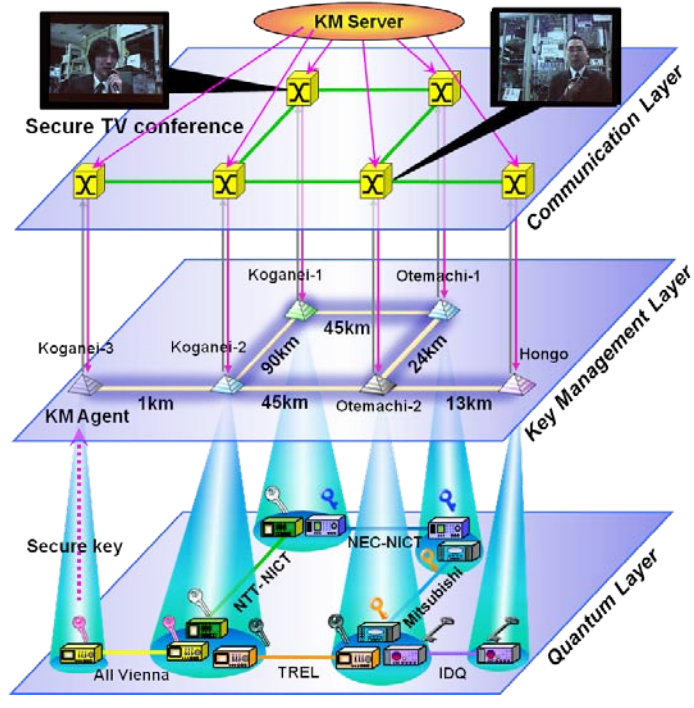 KM Server
Secure TV conference
Communication Layer
Koganei-1
Otemachi-1
45km
Koganei-3
Koganei-2
90km
24km
Hongo
1km
45km
Otemachi-2
13km
KM Agent
Key Management Layer
Secure key
NEC-NICT
NTT-NICT
Mitsubishi
All Vienna
TREL
IDQ
Quantum Layer